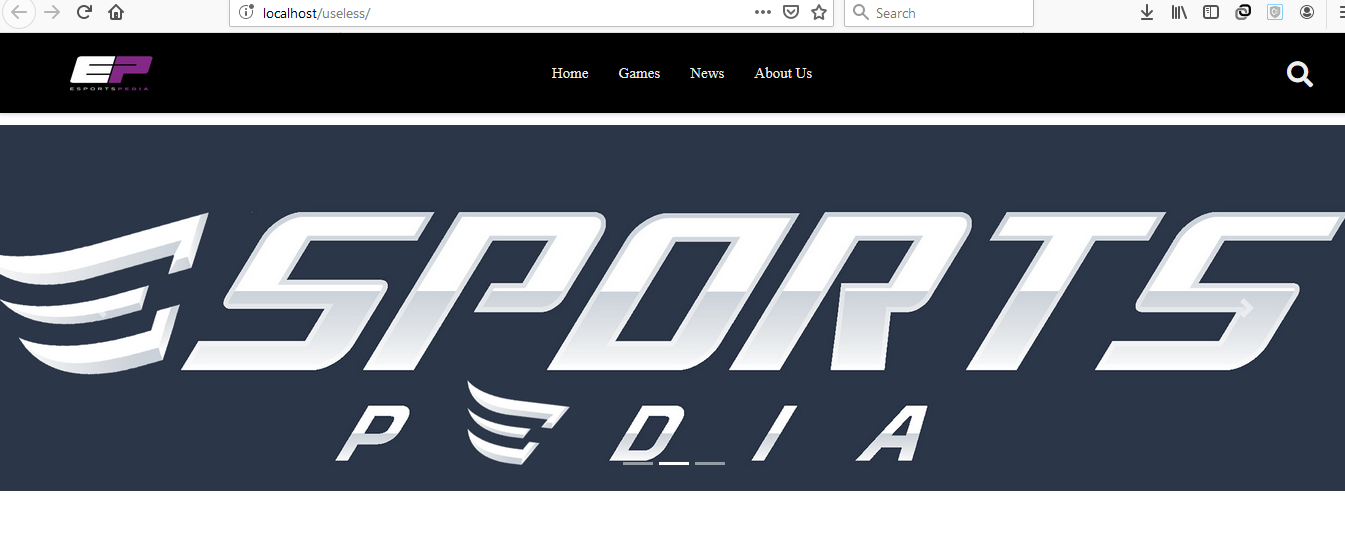 localhost/useless/
Search
EP
ESPORTSPEDIA
Home Games News About Us
ESPORTS
PEDIA